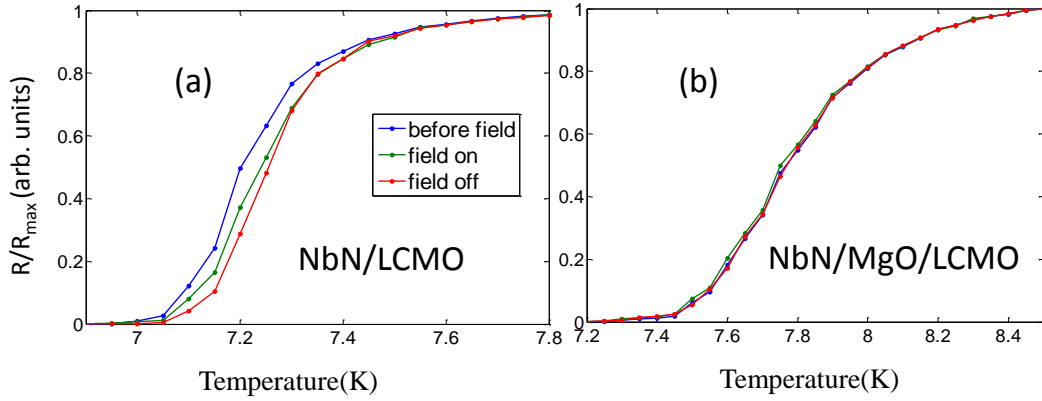 1
0.8
0.6
0.4
0.2
0
R/Rmax (arb. units)
(a)
before field
field on
field off
NbN/LCMO
7
7.2
7.4
7.6
7.8
Temperature(K)
1
0.8
0.6
0.4
0.2
0
(b)
NbN/MgO/LCMO
7.2
7.4
7.6
7.8
8
8.2
8.4
Temperature(K)